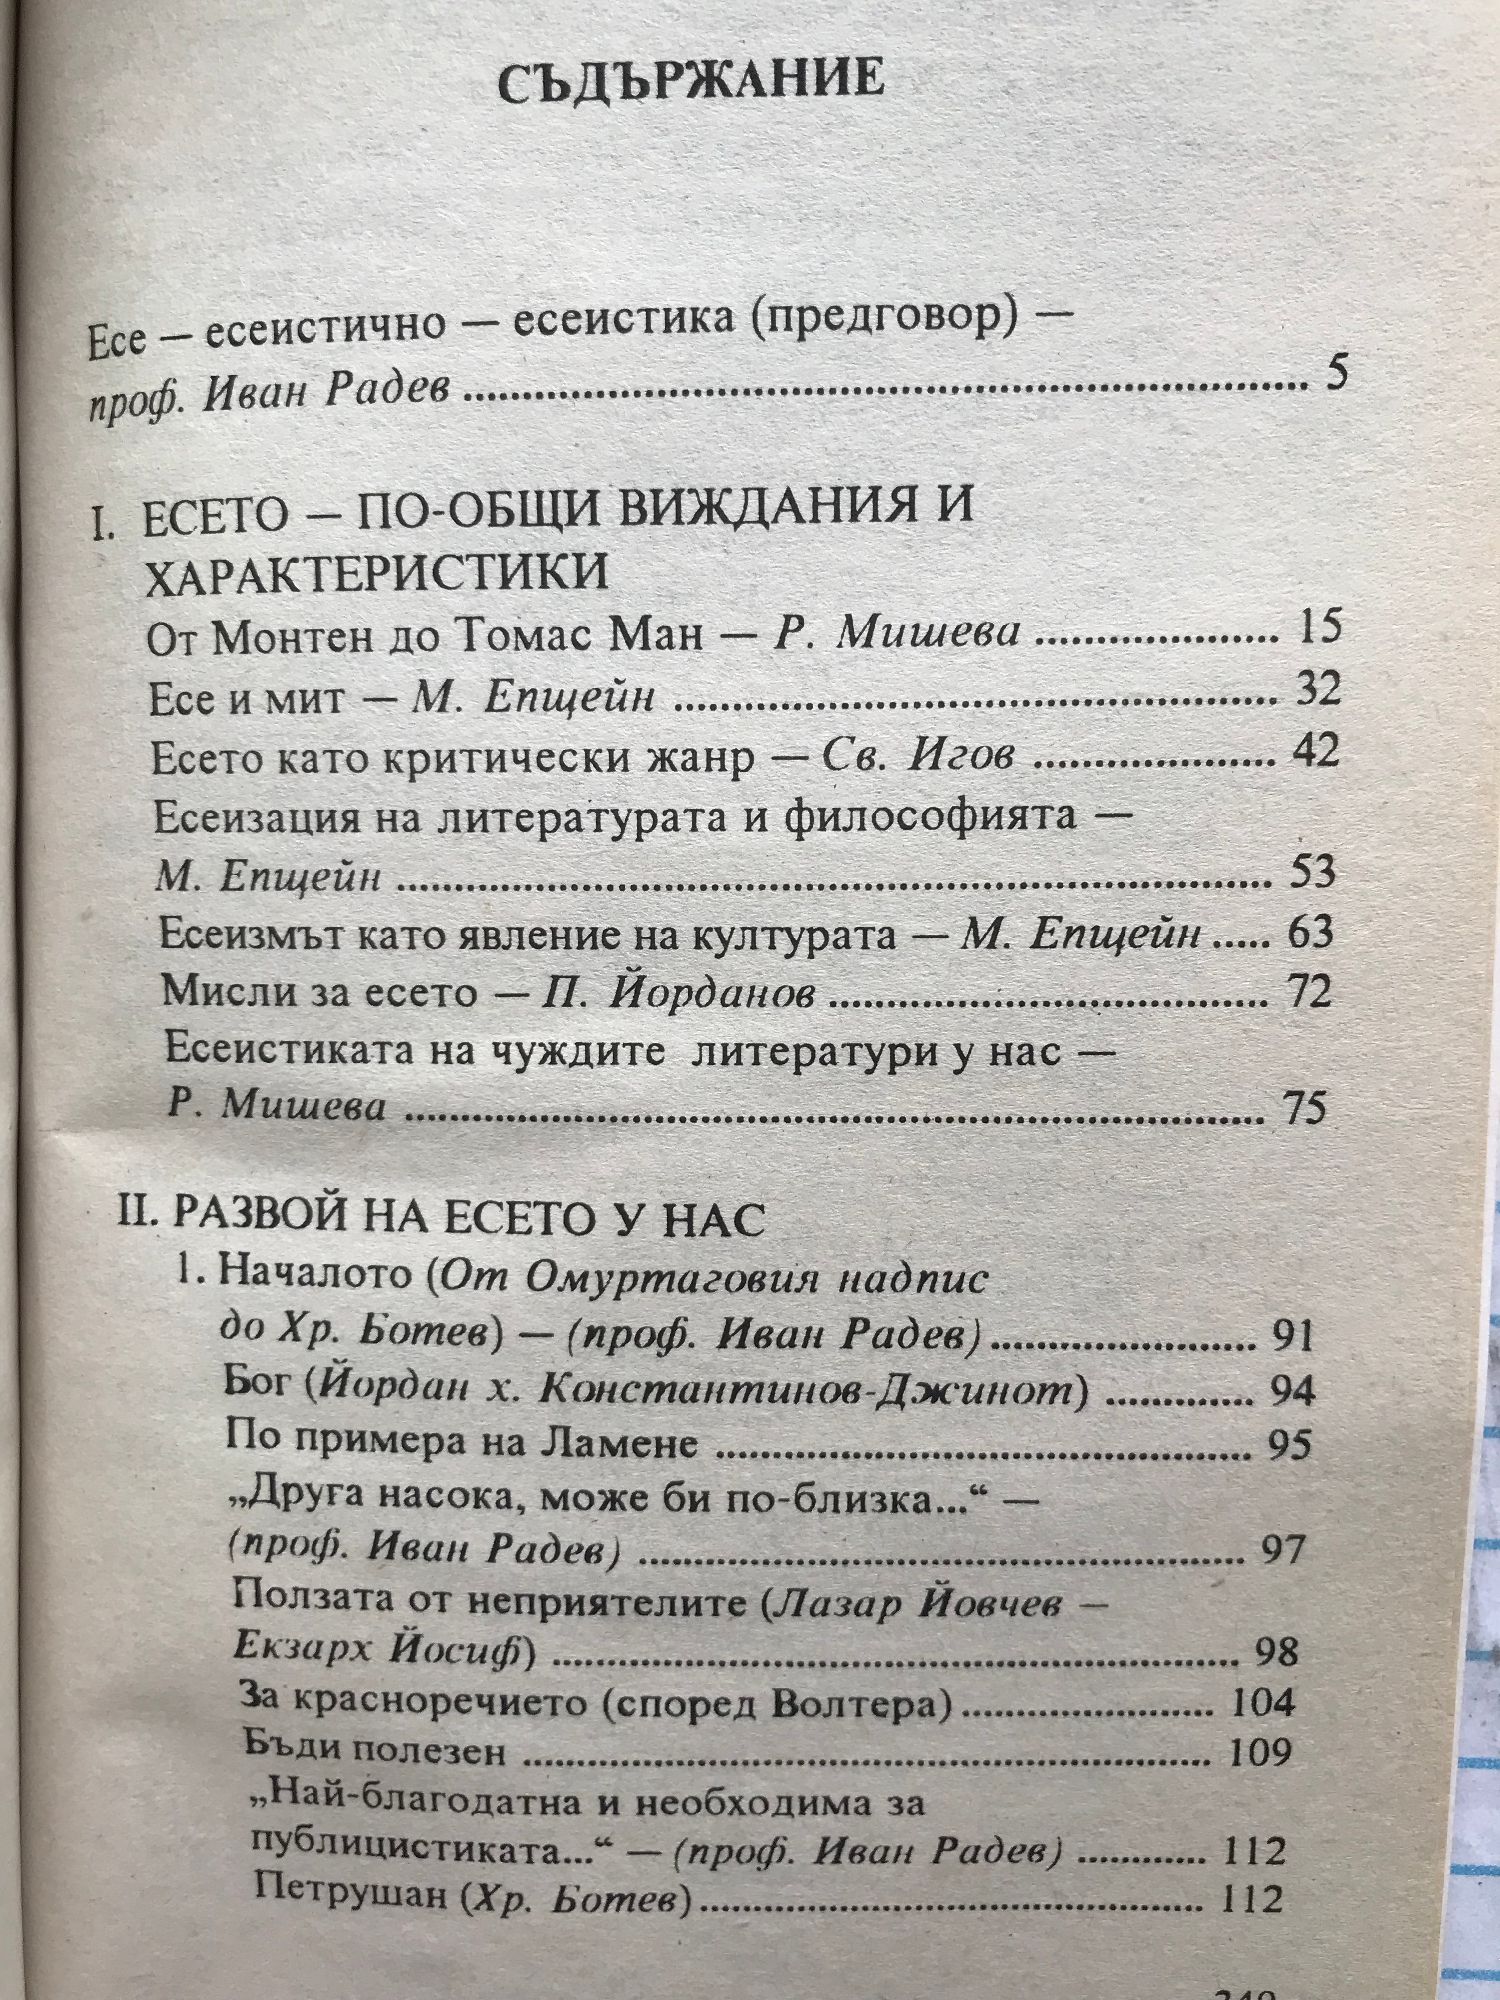 СЪДЪРЖАНИЕ
Есе – есеистично – есеистика (предговор) –
проф. Иван Радев ........................................................ 5
I. ЕСЕТО – ПО-ОБЩИ ВИЖДАНИЯ И
ХАРАКТЕРИСТИКИ
От Монтен до Томас Ман – Р. Мишева .................... 15
Есе и мит – М. Епщейн .................................................. 32
Есето като критически жанр – Св. Игов .................... 42
Есеизация на литературата и философията –
М. Епщейн ........................................................................ 53
Есеизмът като явление на културата – М. Епщейн ..... 63
Мисли за есето – П. Йорданов ..................................... 72
Есеистиката на чуждите литератури у нас –
Р. Мишева ....................................................................... 75
II. РАЗВОЙ НА ЕСЕТО У НАС
1. Началото (От Омуртаговия надпис
до Хр. Ботев) – (проф. Иван Радев) ....................... 91
Бог (Йордан х. Константинов-Джинот) ............. 94
По примера на Ламене ............................................. 95
„Друга насока, може би по-близка...“ –
(проф. Иван Радев) ................................................... 97
Ползата от неприятелите (Лазар Йовчев –
Екзарх Йосиф) ......................................................... 98
За красноречието (според Волтера) ...................... 104
Бъди полезен ............................................................. 109
„Най-благодатна и необходима за
публицистиката...“ – (проф. Иван Радев) ............ 112
Петрушан (Хр. Ботев) ............................................. 112